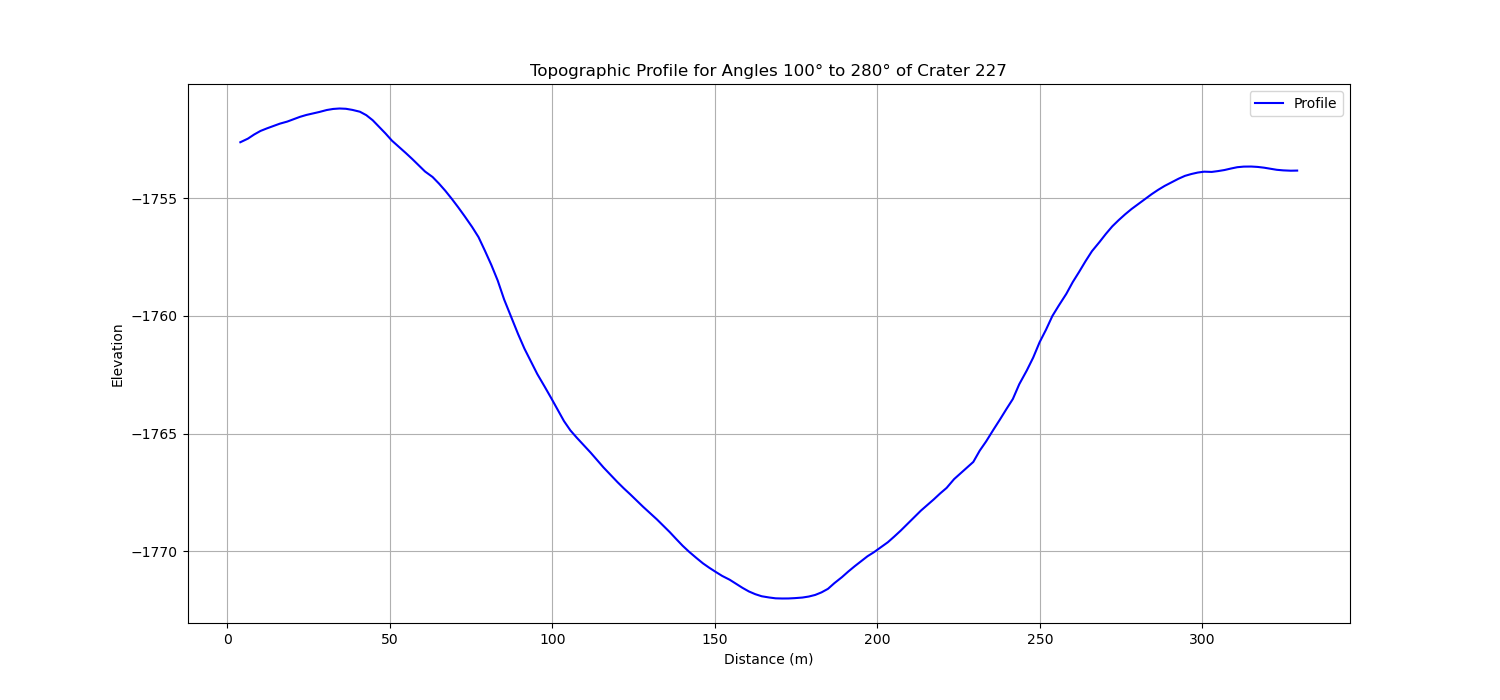 Topographic Profile for Angles 100° to 280° of Crater 227
Profile
Elevation
−1755
−1760
−1765
−1770
0 50 100 150 200 250 300
Distance (m)